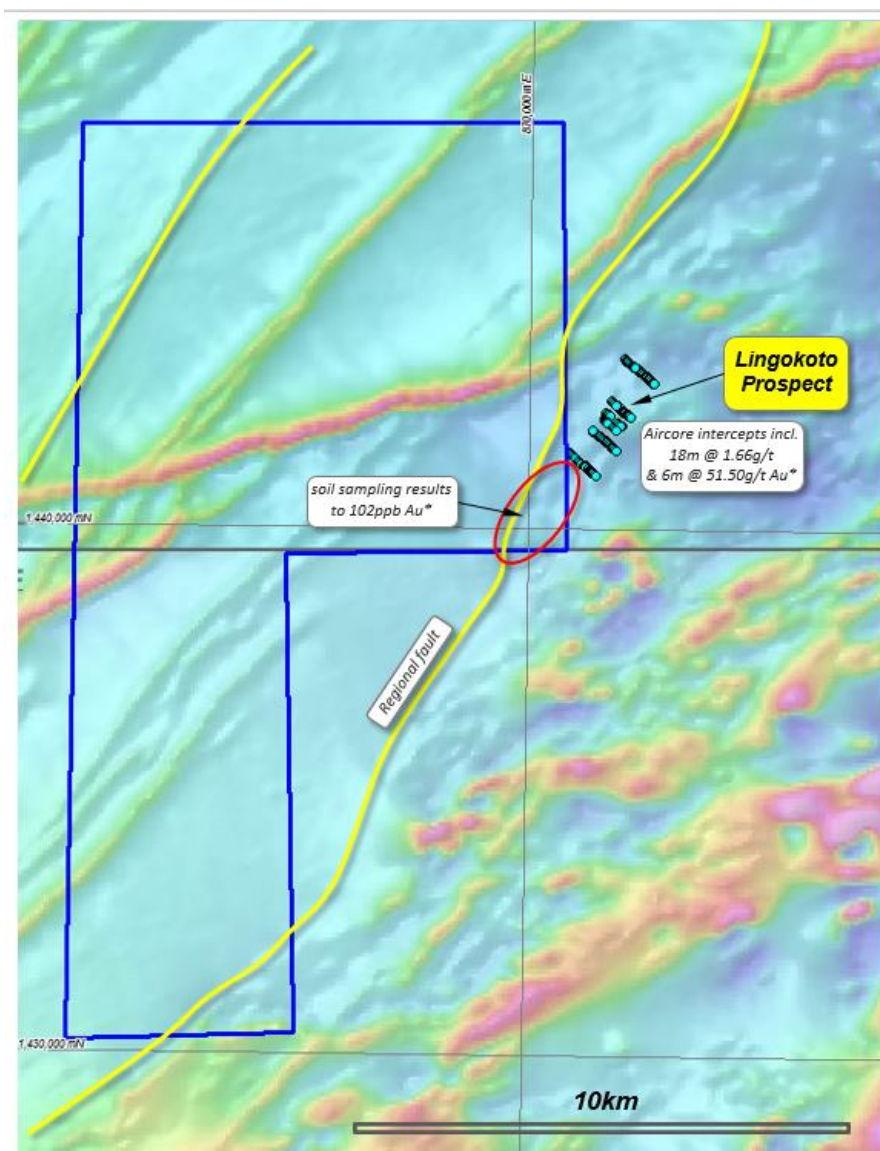 870,000 mE
Lingokoto
Prospect
Aircore intercepts incl.
18m @ 1.66g/t
& 6m @ 51.50g/t Au*
soil sampling results
to 102ppb Au*
1,440,000 mN
Regional fault
1,430,000 mN
10km